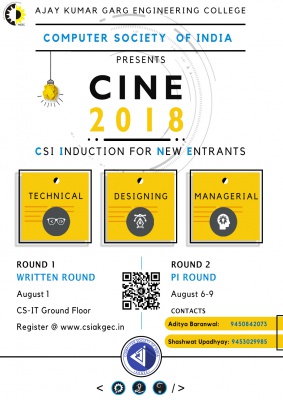 AJAY KUMAR GARG ENGINEERING COLLEGE
COMPUTER SOCIETY OF INDIA
PRESENTS
CINE
2018
CSI INDUCTION FOR NEW ENTRANTS
TECHNICAL
DESIGNING
MANAGERIAL
ROUND 1
WRITTEN ROUND
August 1
CS-IT Ground Floor
Register @ www.csiakgec.in
ROUND 2
PI ROUND
August 6-9
CONTACTS
Aditya Baranwal: 9450842073
Shashwat Upadhyay: 9453029985
< />